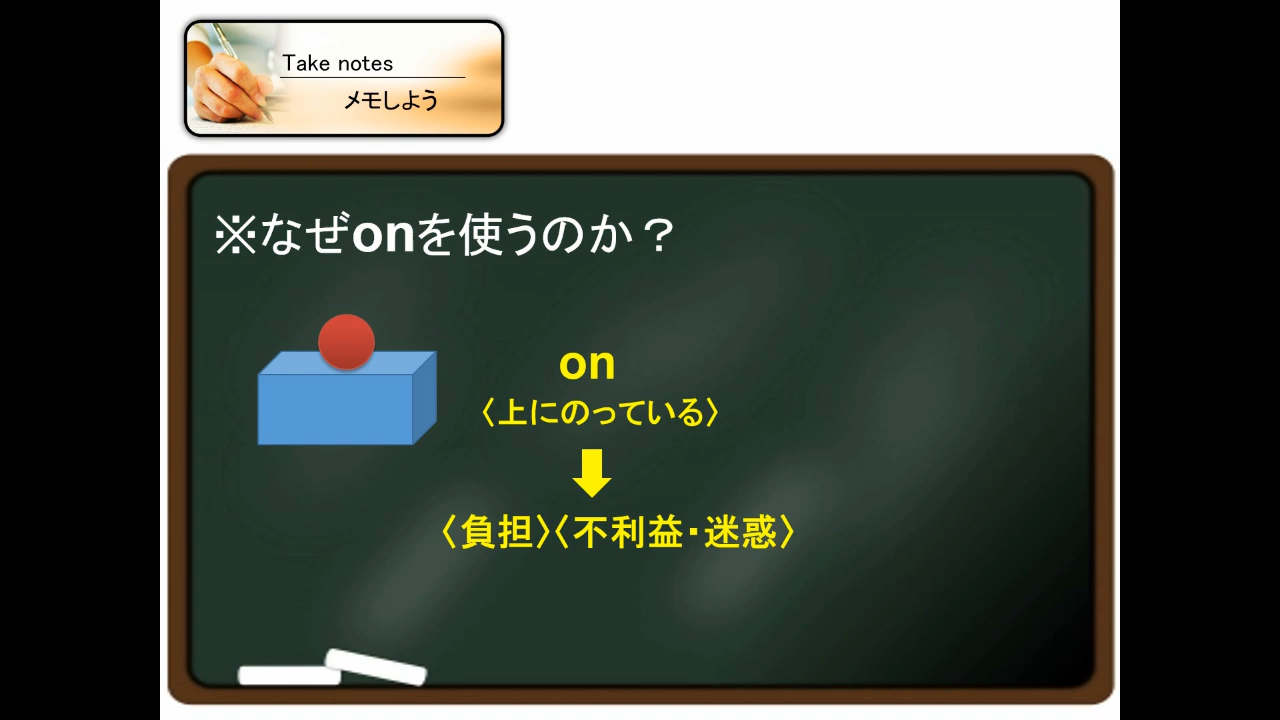 Take notes
メモしよう
※なぜonを使うのか？
on
〈上にのっている〉
〈負担〉〈不利益・迷惑〉